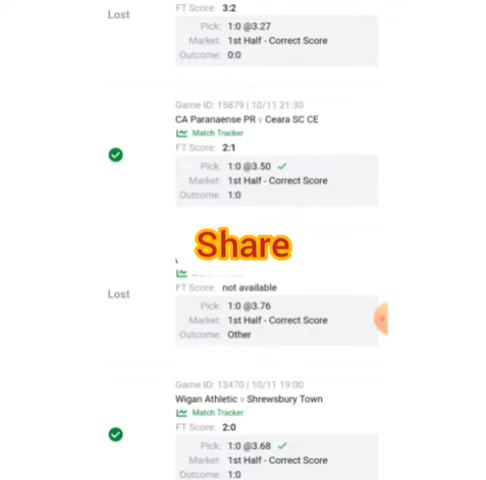 FT Score: 3:2
Lost
Pick: 1:0 @3.27
Market: 1st Half - Correct Score
Outcome: 0:0
Game ID: 15879 | 10/11 21:30
CA Paranaense PR v Ceara SC CE
Match Tracker
FT Score: 2:1
Pick: 1:0 @3.50
Market: 1st Half - Correct Score
Outcome: 1:0
Share
FT Score: not available
Lost
Pick: 1:0 @3.76
Market: 1st Half - Correct Score
Outcome: Other
Game ID: 13470 | 10/11 19:00
Wigan Athletic v Shrewsbury Town
Match Tracker
FT Score: 2:0
Pick: 1:0 @3.68
Market: 1st Half - Correct Score
Outcome: 1:0